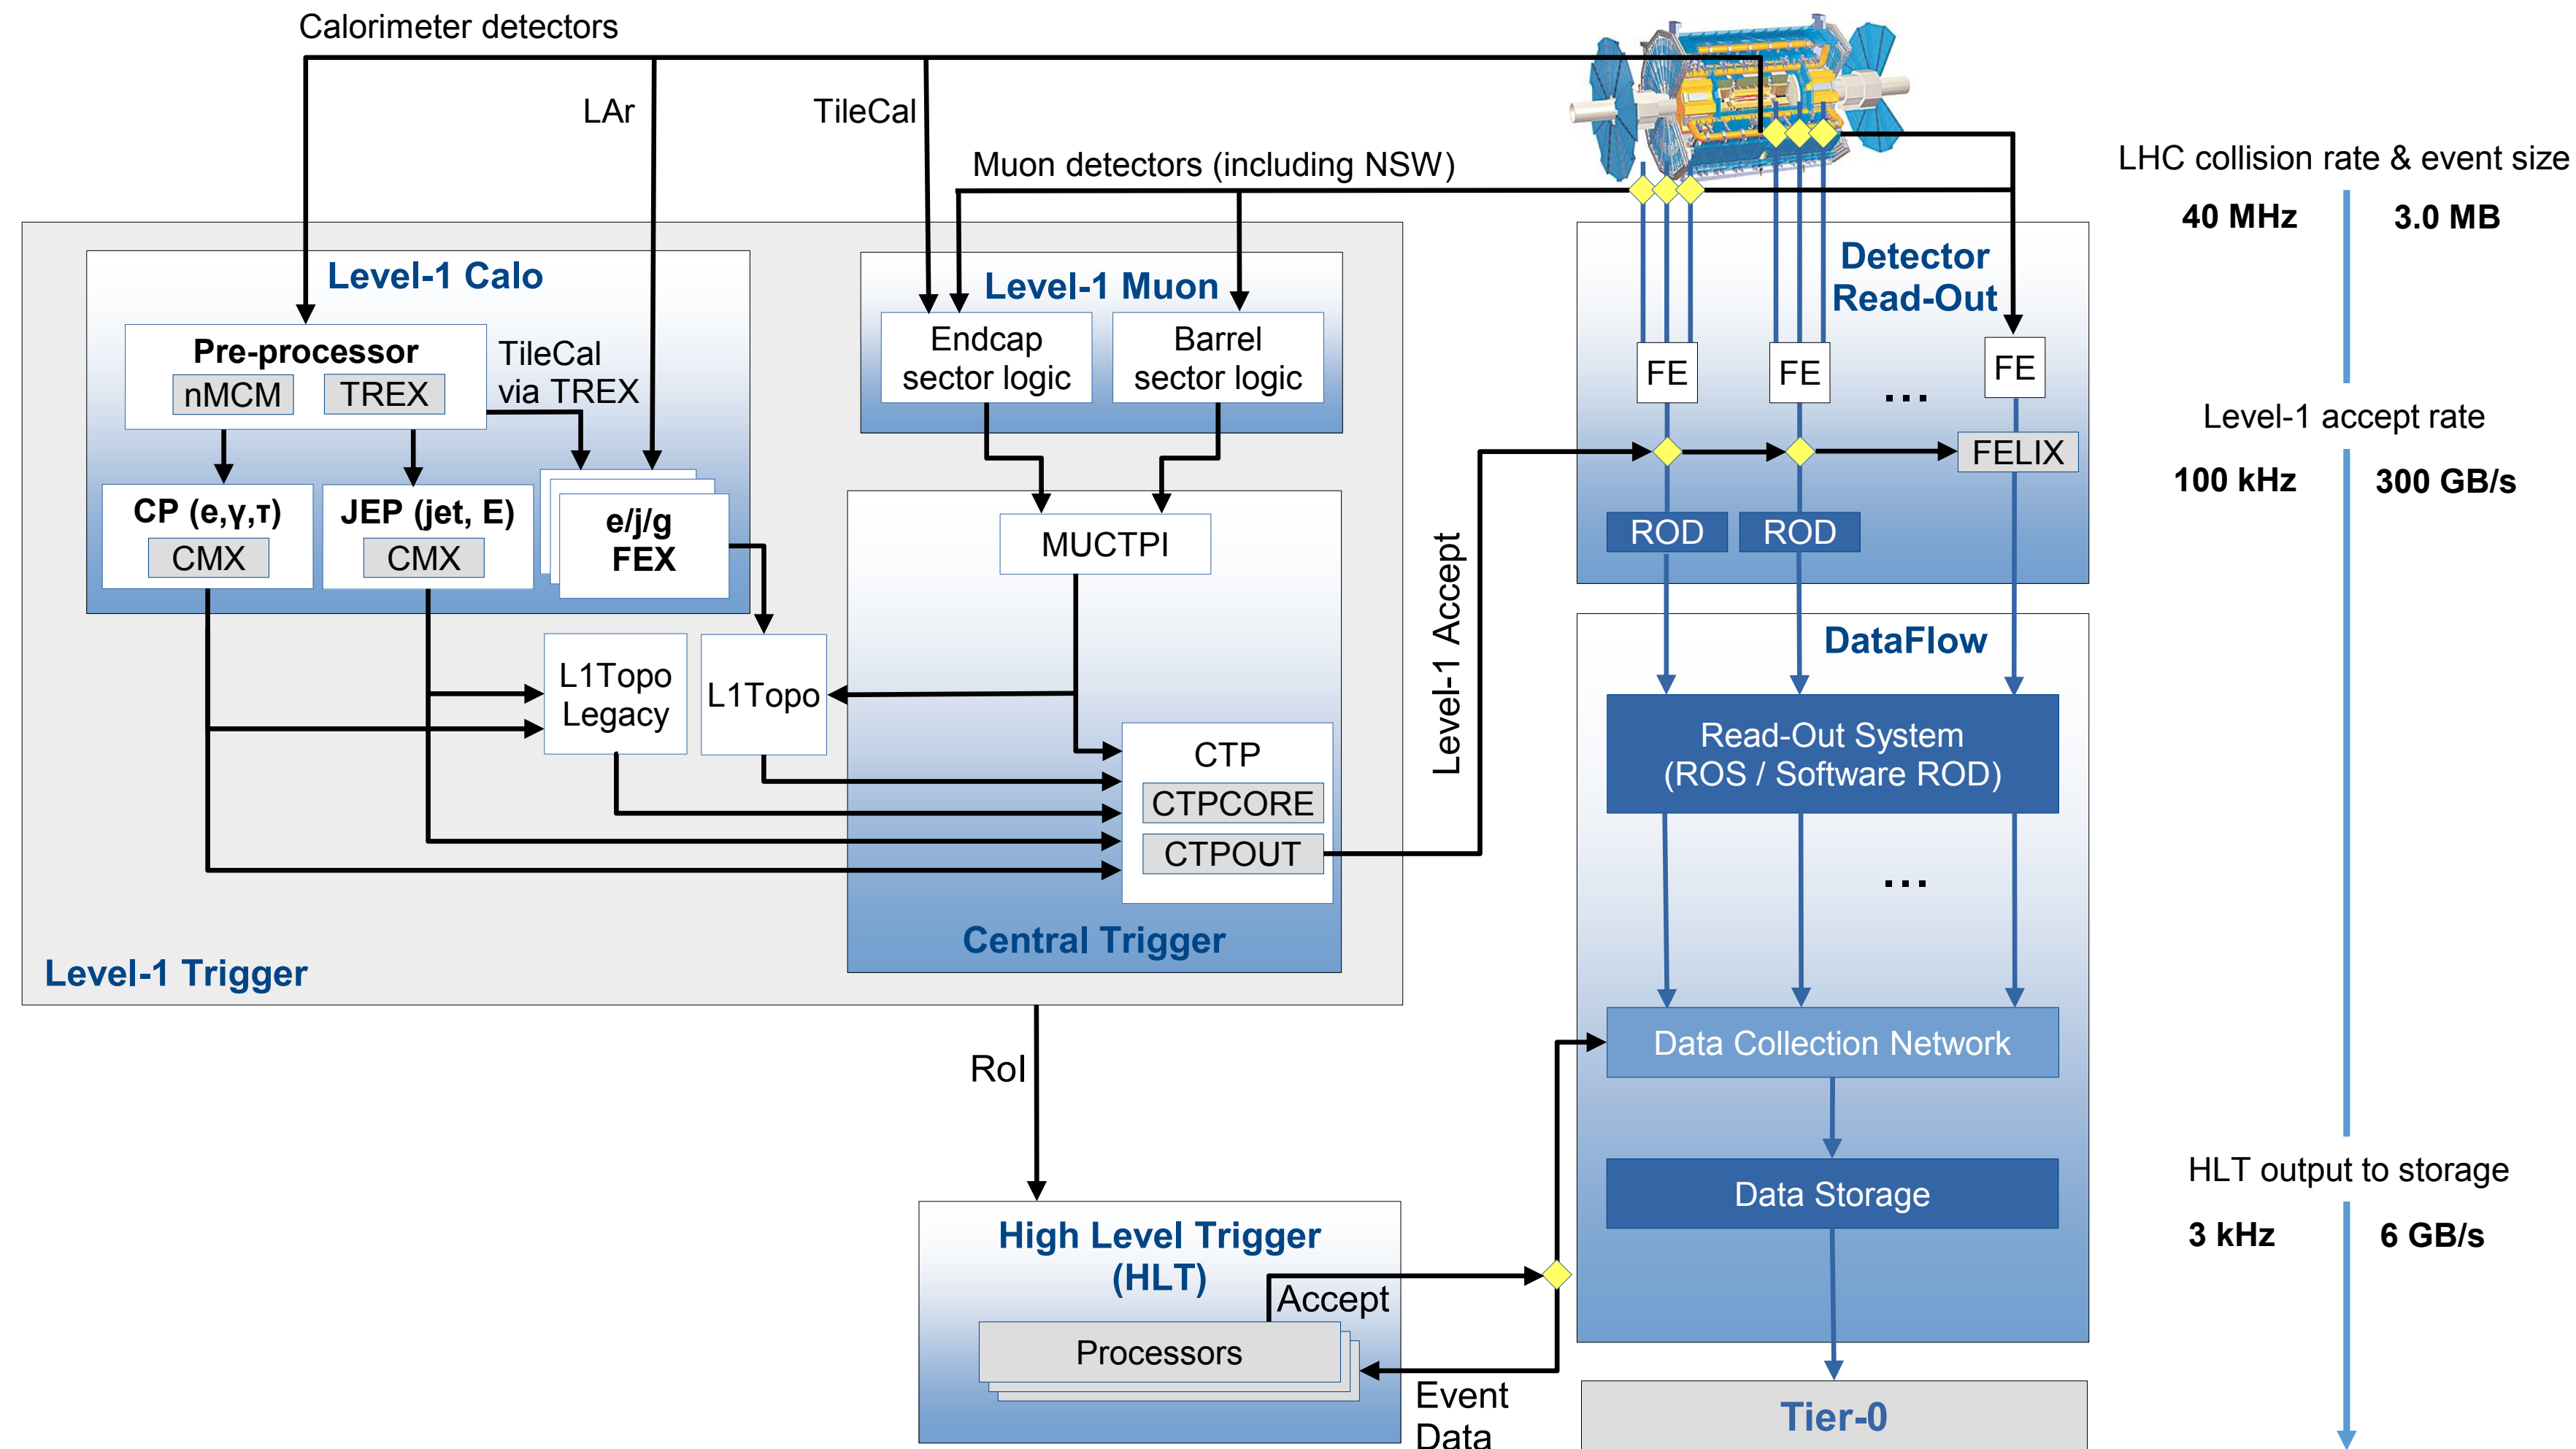 Calorimeter detectors
LAr
TileCal
Muon detectors (including NSW)
LHC collision rate & event size
40 MHz
3.0 MB
Level-1 Calo
Pre-processor
nMCM
TREX
TileCal
via TREX
CP (e,γ,τ)
CMX
JEP (jet, E)
CMX
e/j/g
FEX
Level-1 Muon
Endcap
sector logic
Barrel
sector logic
MUCTPI
L1Topo
Legacy
L1Topo
CTP
CTPCORE
CTPOUT
Central Trigger
Level-1 Trigger
Level-1 Accept
Detector
Read-Out
FE
FE
...
FE
FELIX
ROD
ROD
Level-1 accept rate
100 kHz
300 GB/s
DataFlow
Read-Out System
(ROS / Software ROD)
...
Data Collection Network
Data Storage
RoI
High Level Trigger
(HLT)
Accept
Processors
Event
Data
HLT output to storage
3 kHz
6 GB/s
Tier-0